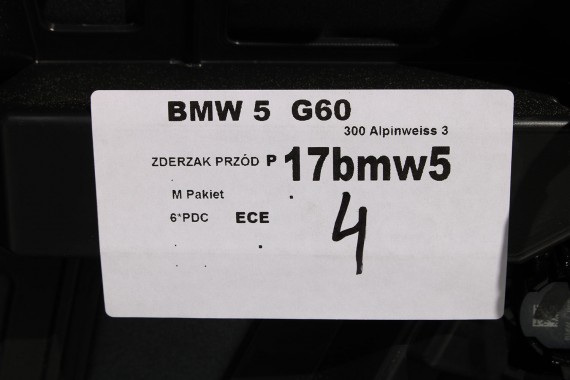 BMW 5 G60
300 Alpinweiss 3
ZDERZAK PRZÓD P 17bmw5
M Pakiet
6*PDC ECE
4